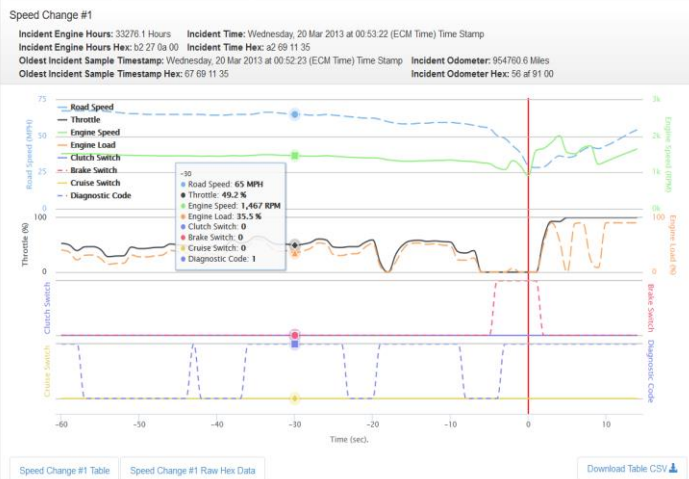 Speed Change #1
Incident Engine Hours: 33276.1 Hours Incident Time: Wednesday, 20 Mar 2013 at 00:53:22 (ECM Time) Time Stamp
Incident Engine Hours Hex: b2 27 0a 00 Incident Time Hex: a2 69 11 35
Oldest Incident Sample Timestamp: Wednesday, 20 Mar 2013 at 00:52:23 (ECM Time) Time Stamp Incident Odometer: 954760.6 Miles
Oldest Incident Sample Timestamp Hex: 67 69 11 35 Incident Odometer Hex: 56 af 91 00
75
50
25
0
Road Speed (MPH)
Road Speed
Throttle
Engine Speed
Engine Load
Clutch Switch
Brake Switch
Cruise Switch
Diagnostic Code
3k
2k
1k
0k
Engine Speed (RPM)
-30
Road Speed: 65 MPH
Throttle: 49.2 %
Engine Speed: 1,467 RPM
Engine Load: 35.5 %
Clutch Switch: 0
Brake Switch: 0
Cruise Switch: 0
Diagnostic Code: 1
100
0
Throttle (%)
100
0
Engine Load (%)
Clutch Switch
Brake Switch
Cruise Switch
Diagnostic Code
-60 -50 -40 -30 -20 -10 0 10
Time (sec).
Speed Change #1 Table Speed Change #1 Raw Hex Data Download Table CSV